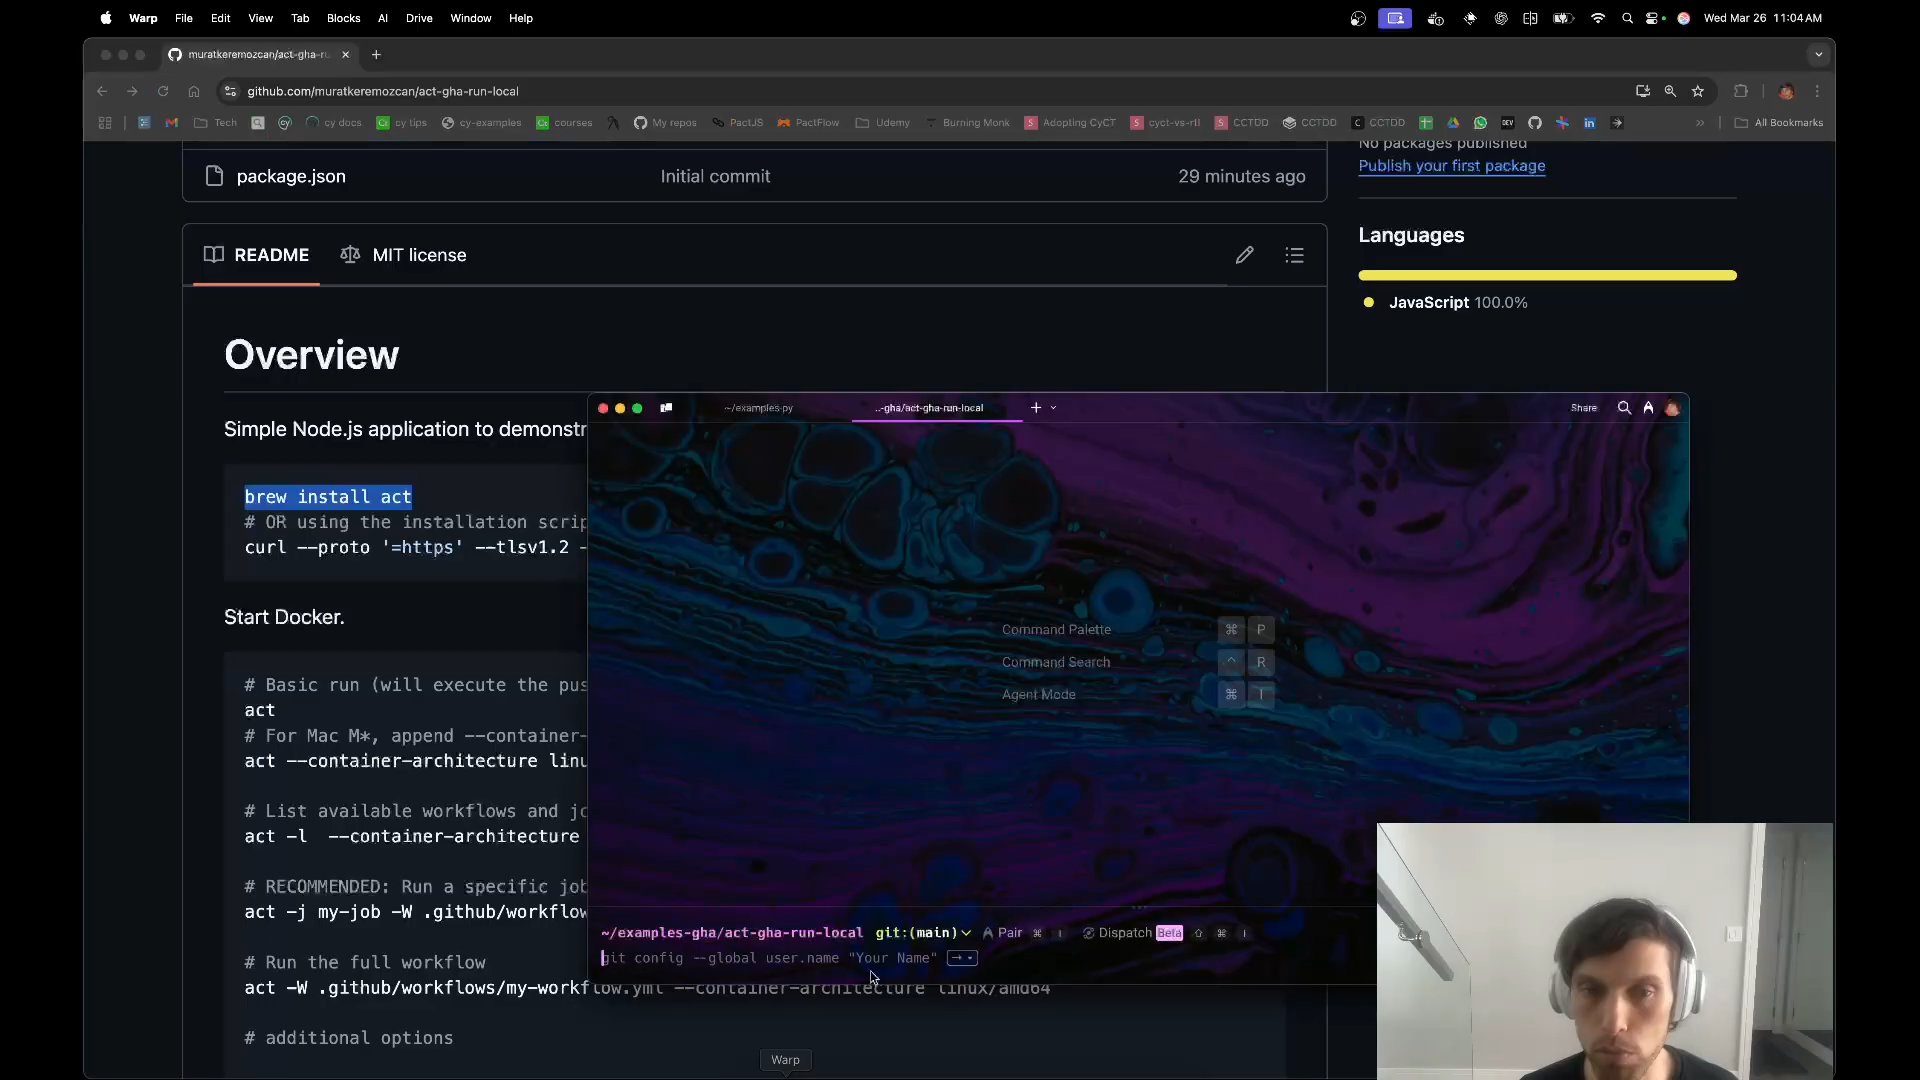 Warp File Edit View Tab Blocks AI Drive Window Help
Wed Mar 26 11:04 AM
muratkeremozcan/act-gha-ru
github.com/muratkeremozcan/act-gha-run-local
Tech
cy docs
cy tips
cy-examples
courses
My repos
PactJS
PactFlow
Udemy
Burning Monk
Adopting CyCT
cyct-vs-rtl
CCTDD
CCTDD
CCTDD
DEV
All Bookmarks
No packages published
Publish your first package
package.json
Initial commit
29 minutes ago
README
MIT license
Languages
JavaScript 100.0%
Overview
Simple Node.js application to demonstr
brew install act
# OR using the installation scrip
curl --proto '=https' --tlsv1.2 -
Start Docker.
# Basic run (will execute the pus
act
# For Mac M*, append --container-
act --container-architecture linu
# List available workflows and jo
act -l --container-architecture
# RECOMMENDED: Run a specific job
act -j my-job -W .github/workflow
# Run the full workflow
act -W .github/workflows/my-workflow.yml --container-architecture linux/amd64
# additional options
~/examples-py
..-gha/act-gha-run-local
Share
Command Palette ⌘ P
Command Search ^ R
Agent Mode ⌘ I
~/examples-gha/act-gha-run-local git:(main) Pair ⌘ I Dispatch Beta ⇧ ⌘ I
git config --global user.name "Your Name"
Warp